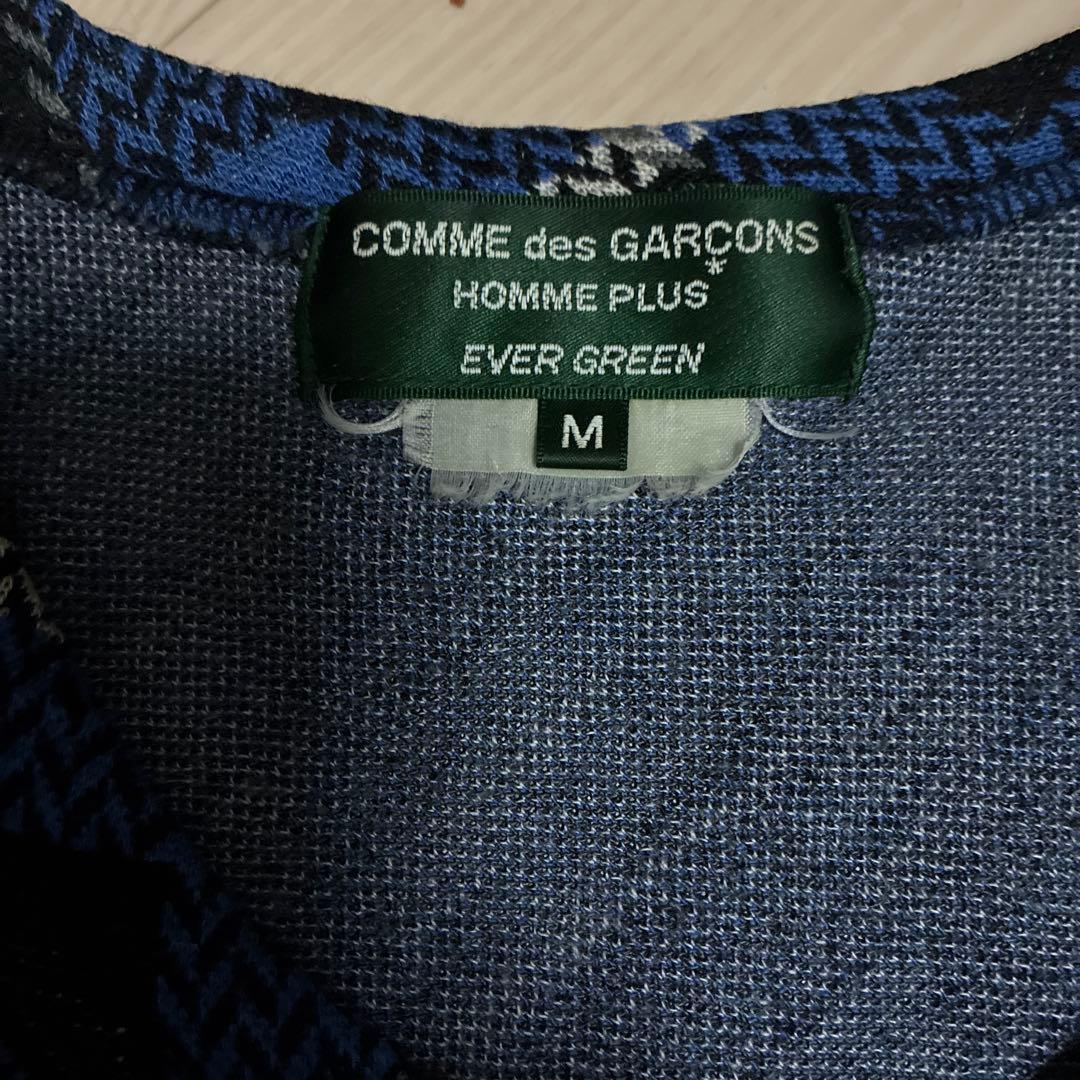 COMME des GARÇONS
HOMME PLUS*
EVER GREEN
M